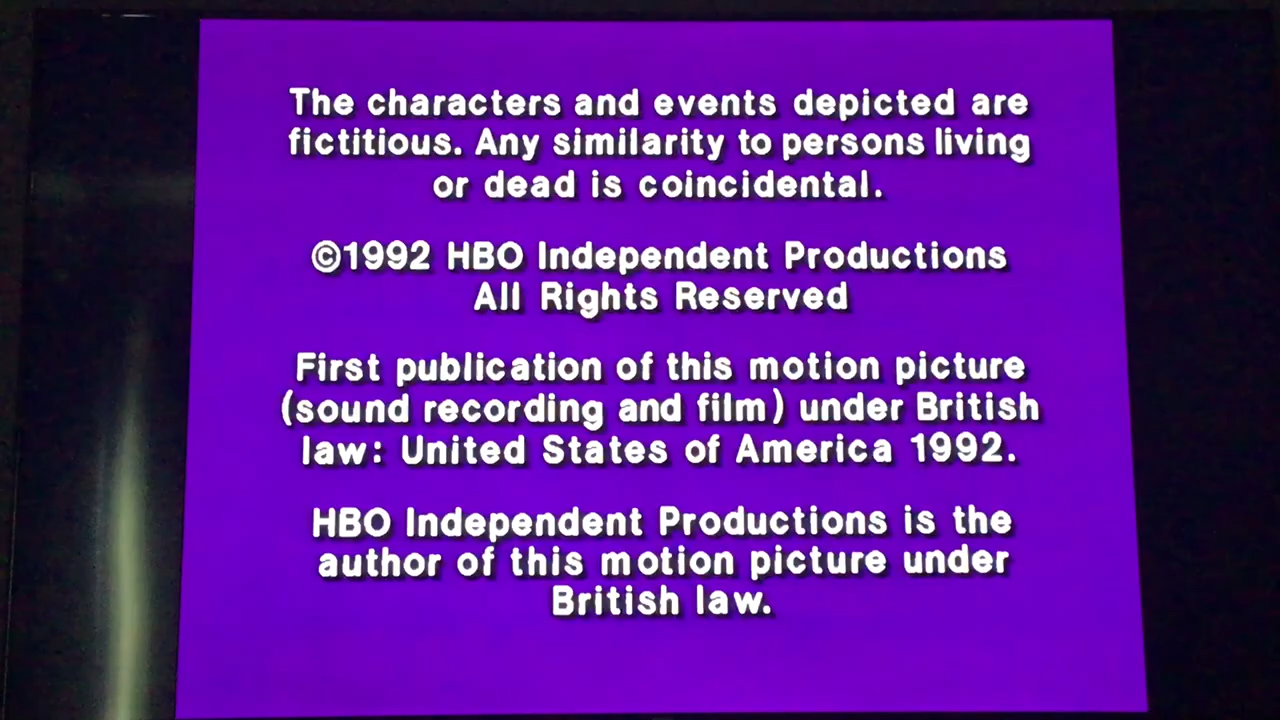 The characters and events depicted are
fictitious. Any similarity to persons living
or dead is coincidental.
©1992 HBO Independent Productions
All Rights Reserved
First publication of this motion picture
(sound recording and film) under British
law: United States of America 1992.
HBO Independent Productions is the
author of this motion picture under
British law.